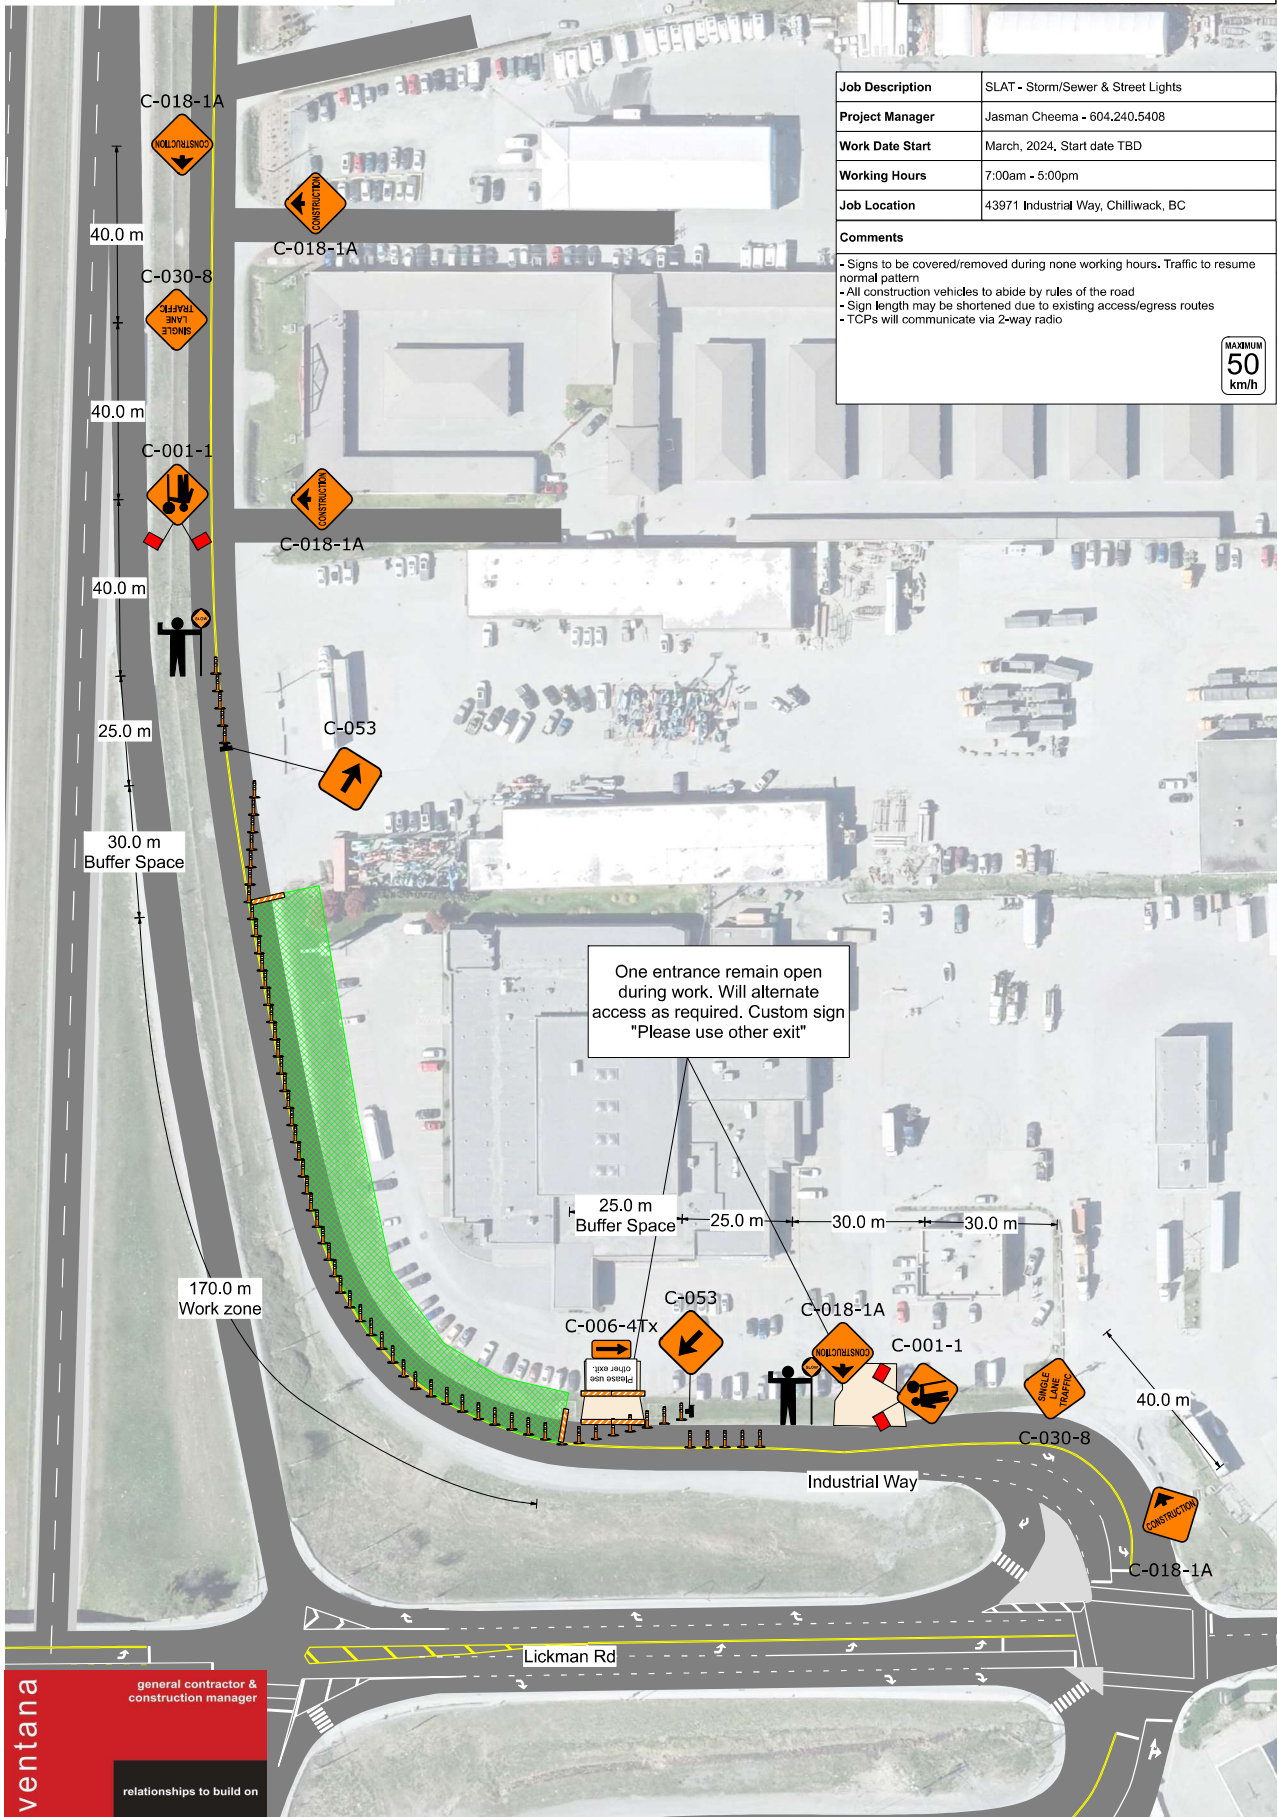 Job Description SLAT - Storm/Sewer & Street Lights
Project Manager Jasman Cheema - 604.240.5408
Work Date Start March, 2024. Start date TBD
Working Hours 7:00am - 5:00pm
Job Location 43971 Industrial Way, Chilliwack, BC
Comments
- Signs to be covered/removed during none working hours. Traffic to resume
normal pattern
- All construction vehicles to abide by rules of the road
- Sign length may be shortened due to existing access/egress routes
- TCPs will communicate via 2-way radio
MAXIMUM
50
km/h
C-018-1A
CONSTRUCTION
CONSTRUCTION
C-018-1A
40.0 m
C-030-8
SINGLE
LANE
TRAFFIC
40.0 m
C-001-1
CONSTRUCTION
C-018-1A
40.0 m
SLOW
25.0 m
C-053
30.0 m
Buffer Space
One entrance remain open
during work. Will alternate
access as required. Custom sign
"Please use other exit"
25.0 m
Buffer Space
25.0 m
30.0 m
30.0 m
170.0 m
Work zone
C-006-4Tx
Please use
other exit.
C-053
C-018-1A
CONSTRUCTION
SLOW
C-001-1
SINGLE
LANE
TRAFFIC
C-030-8
40.0 m
CONSTRUCTION
C-018-1A
Industrial Way
Lickman Rd
ventana
general contractor &
construction manager
relationships to build on